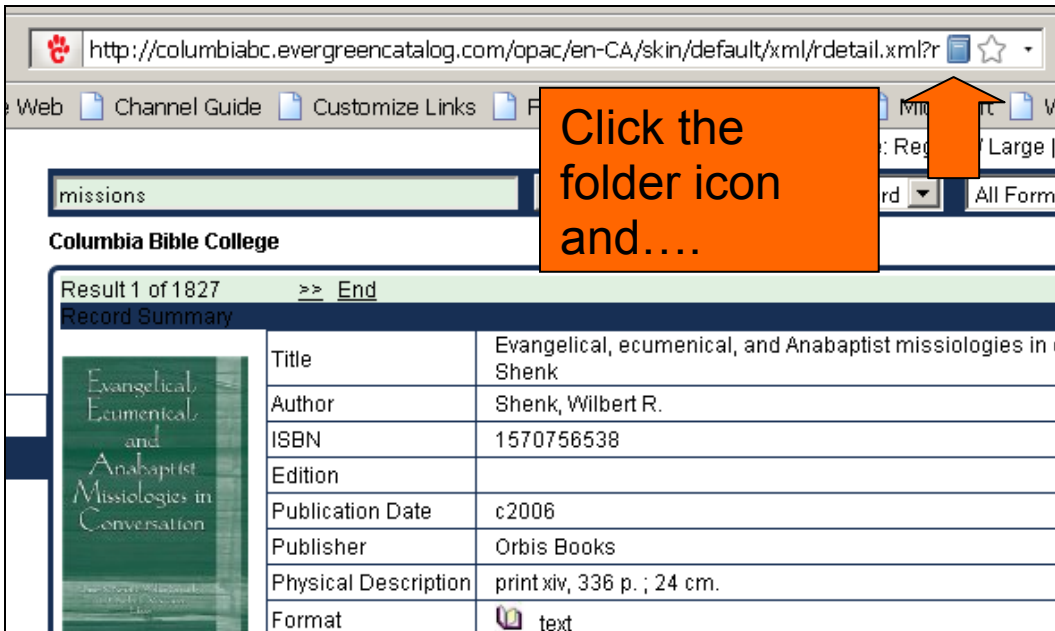 http://columbiabc.evergreencatalog.com/opac/en-CA/skin/default/xml/rdetail.xml?r
Web Channel Guide Customize Links
Click the
folder icon
and….
Large |
missions
All Form
Columbia Bible College
Result 1 of 1827 >> End
Record Summary
Evangelical,
Ecumenical,
and
Anabaptist
Missiologies in
Conversation
Title Evangelical, ecumenical, and Anabaptist missiologies in
Shenk
Author Shenk, Wilbert R.
ISBN 1570756538
Edition
Publication Date c2006
Publisher Orbis Books
Physical Description print xiv, 336 p. ; 24 cm.
Format text